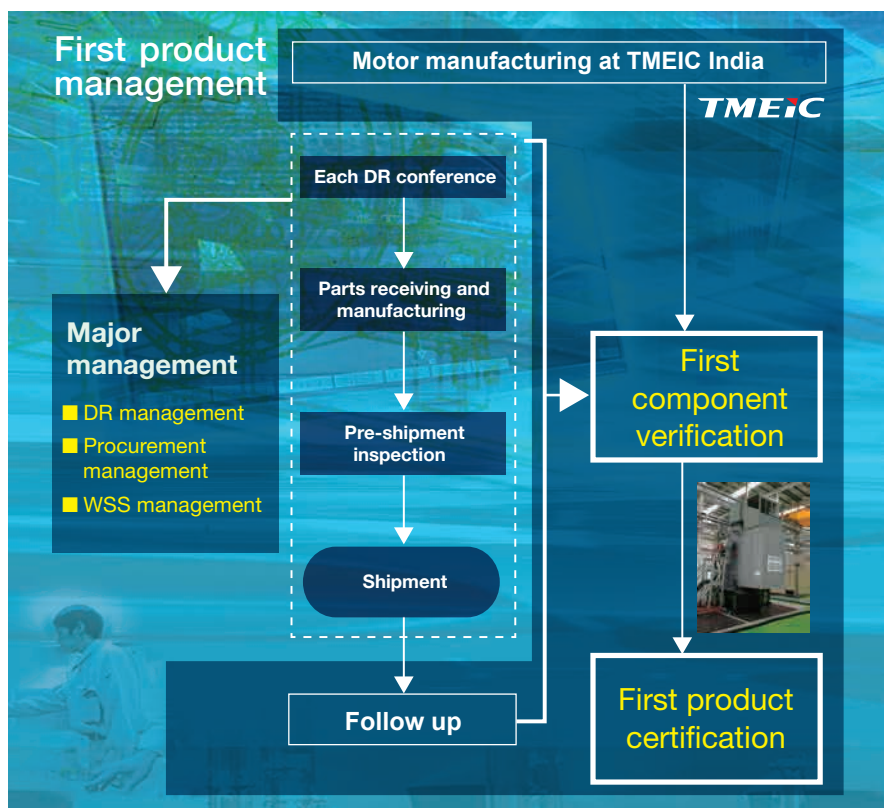 First product
management
Motor manufacturing at TMEIC India
TMEiC
Each DR conference
Parts receiving and
manufacturing
Pre-shipment
inspection
Shipment
Follow up
Major
management
■ DR management
■ Procurement
management
■ WSS management
First
component
verification
First product
certification